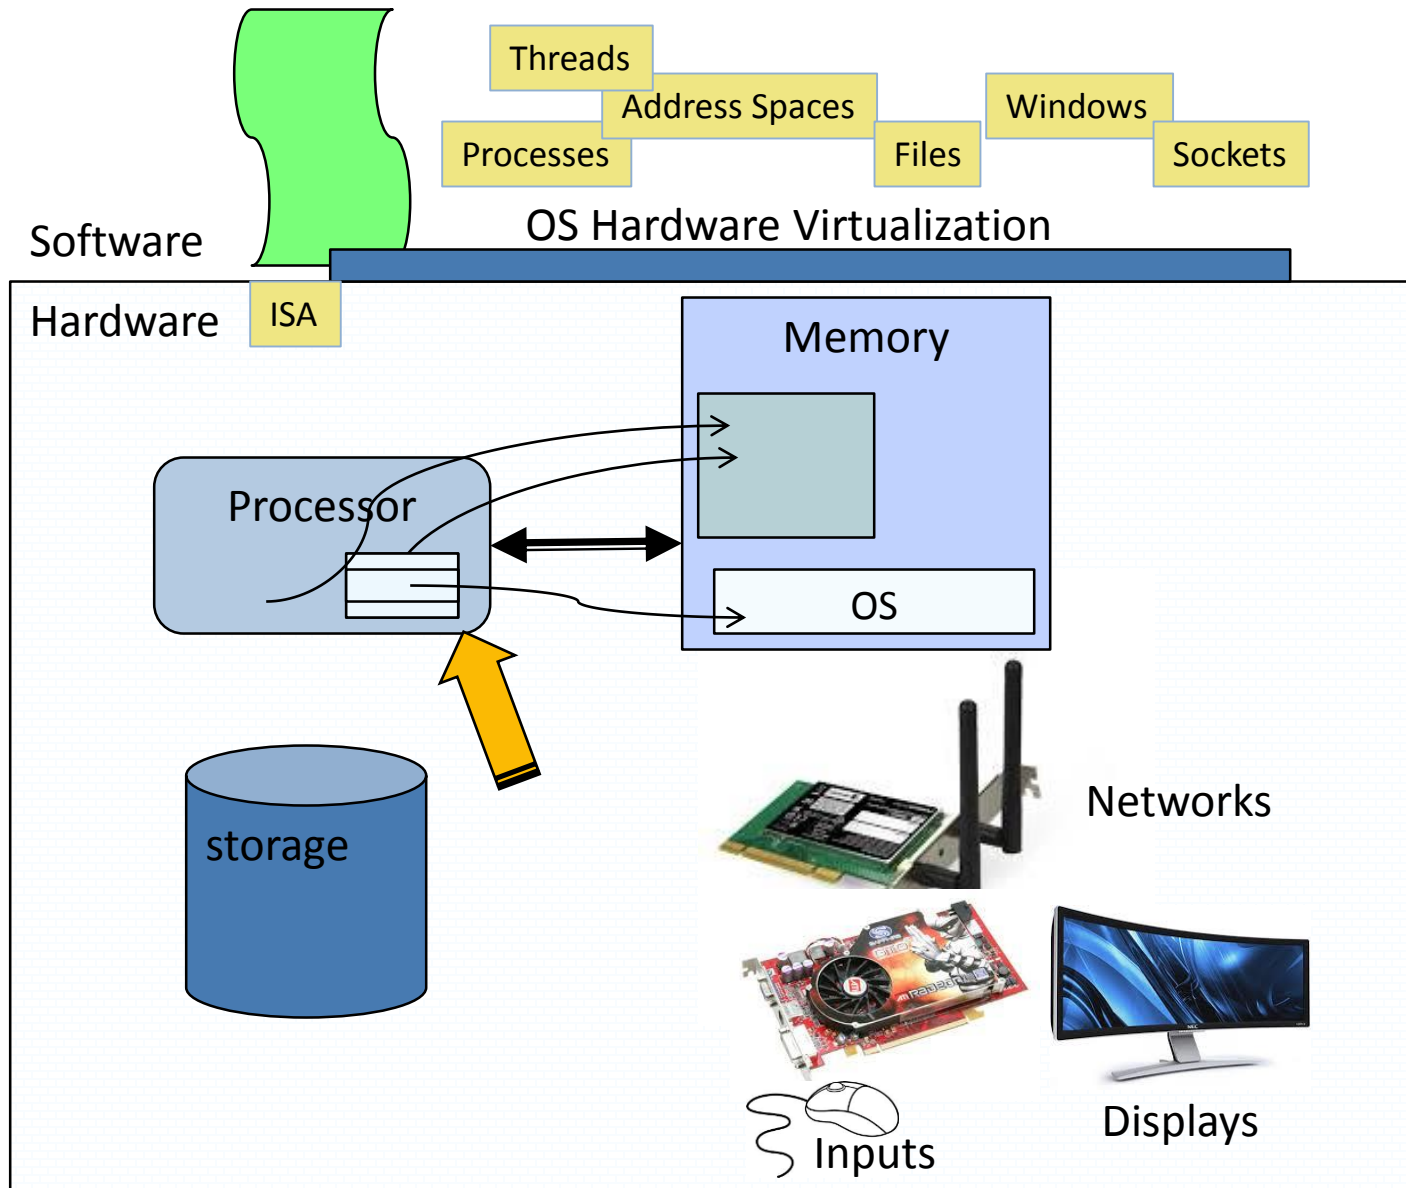 Threads
Address Spaces
Windows
Processes
Files
Sockets
OS Hardware Virtualization
Software
Hardware
ISA
Memory
Processor
OS
Networks
storage
RADEON
Displays
Inputs